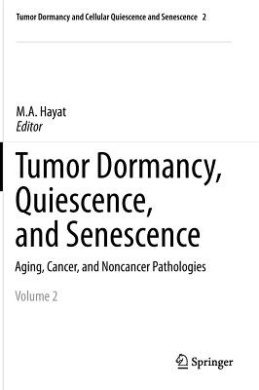 Tumor Dormancy and Cellular Quiescence and Senescence 2
M.A. Hayat
Editor
Tumor Dormancy,
Quiescence,
and Senescence
Aging, Cancer, and Noncancer Pathologies
Volume 2
Springer